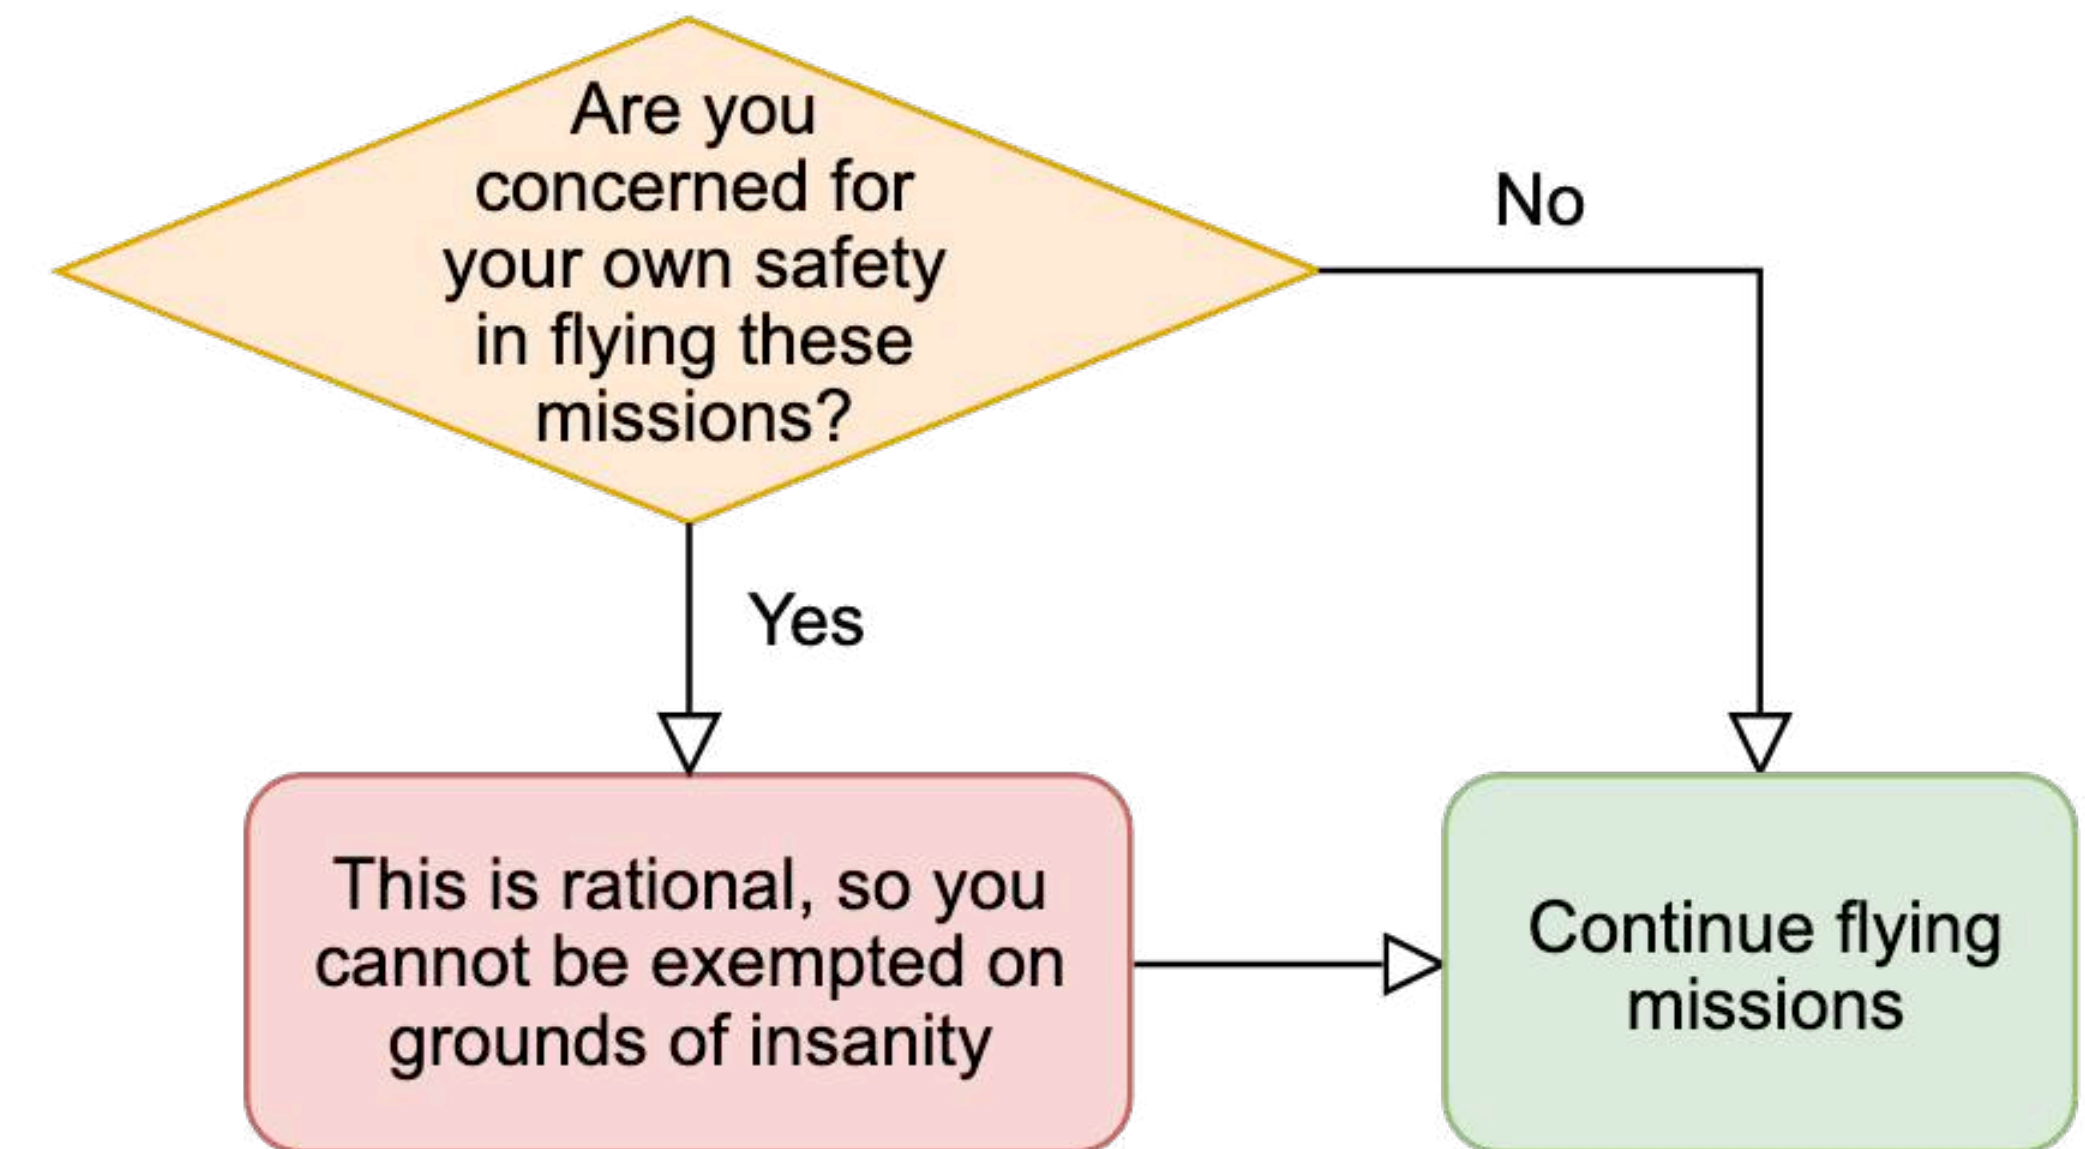 Are you
concerned for
your own safety
in flying these
missions?
No
Yes
This is rational, so you
cannot be exempted on
grounds of insanity
Continue flying
missions